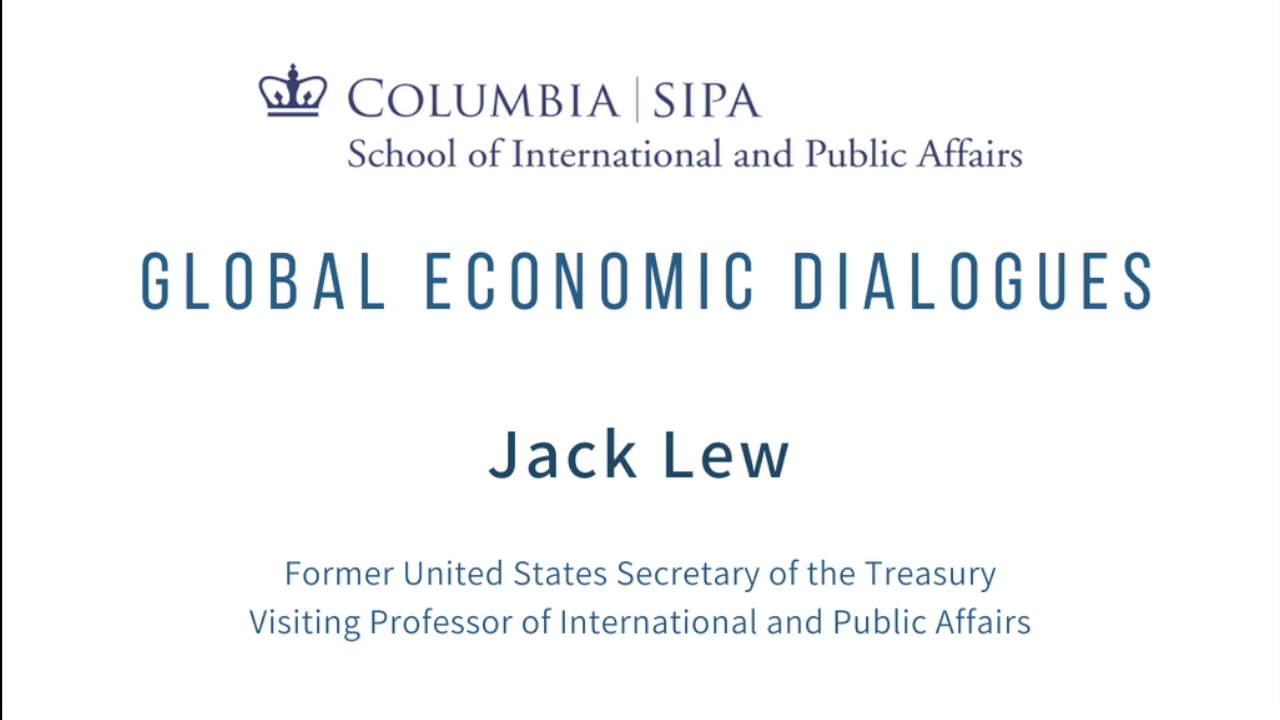 COLUMBIA | SIPA
School of International and Public Affairs
GLOBAL ECONOMIC DIALOGUES
Jack Lew
Former United States Secretary of the Treasury
Visiting Professor of International and Public Affairs